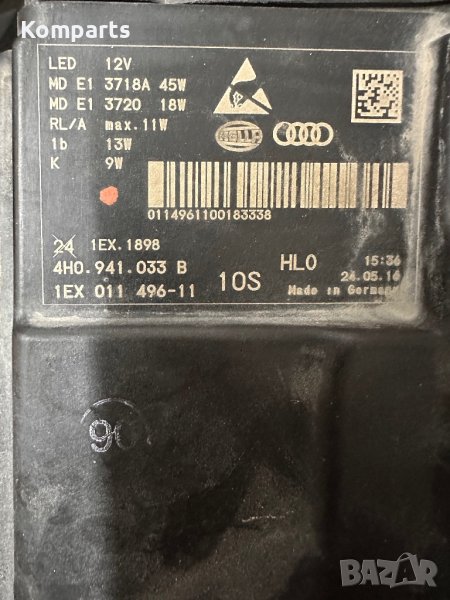 Komparts
LED 12V
MD E1 3718A 45W
MD E1 3720 18W
RL/A max.11W
1b 13W
K 9W
HELLA
0114961100183338
24 1EX.1898
4H0.941.033 B
1EX 011 496-11
10S
HL0
15:36
24.05.14
Made in Germany
90
BAZAR